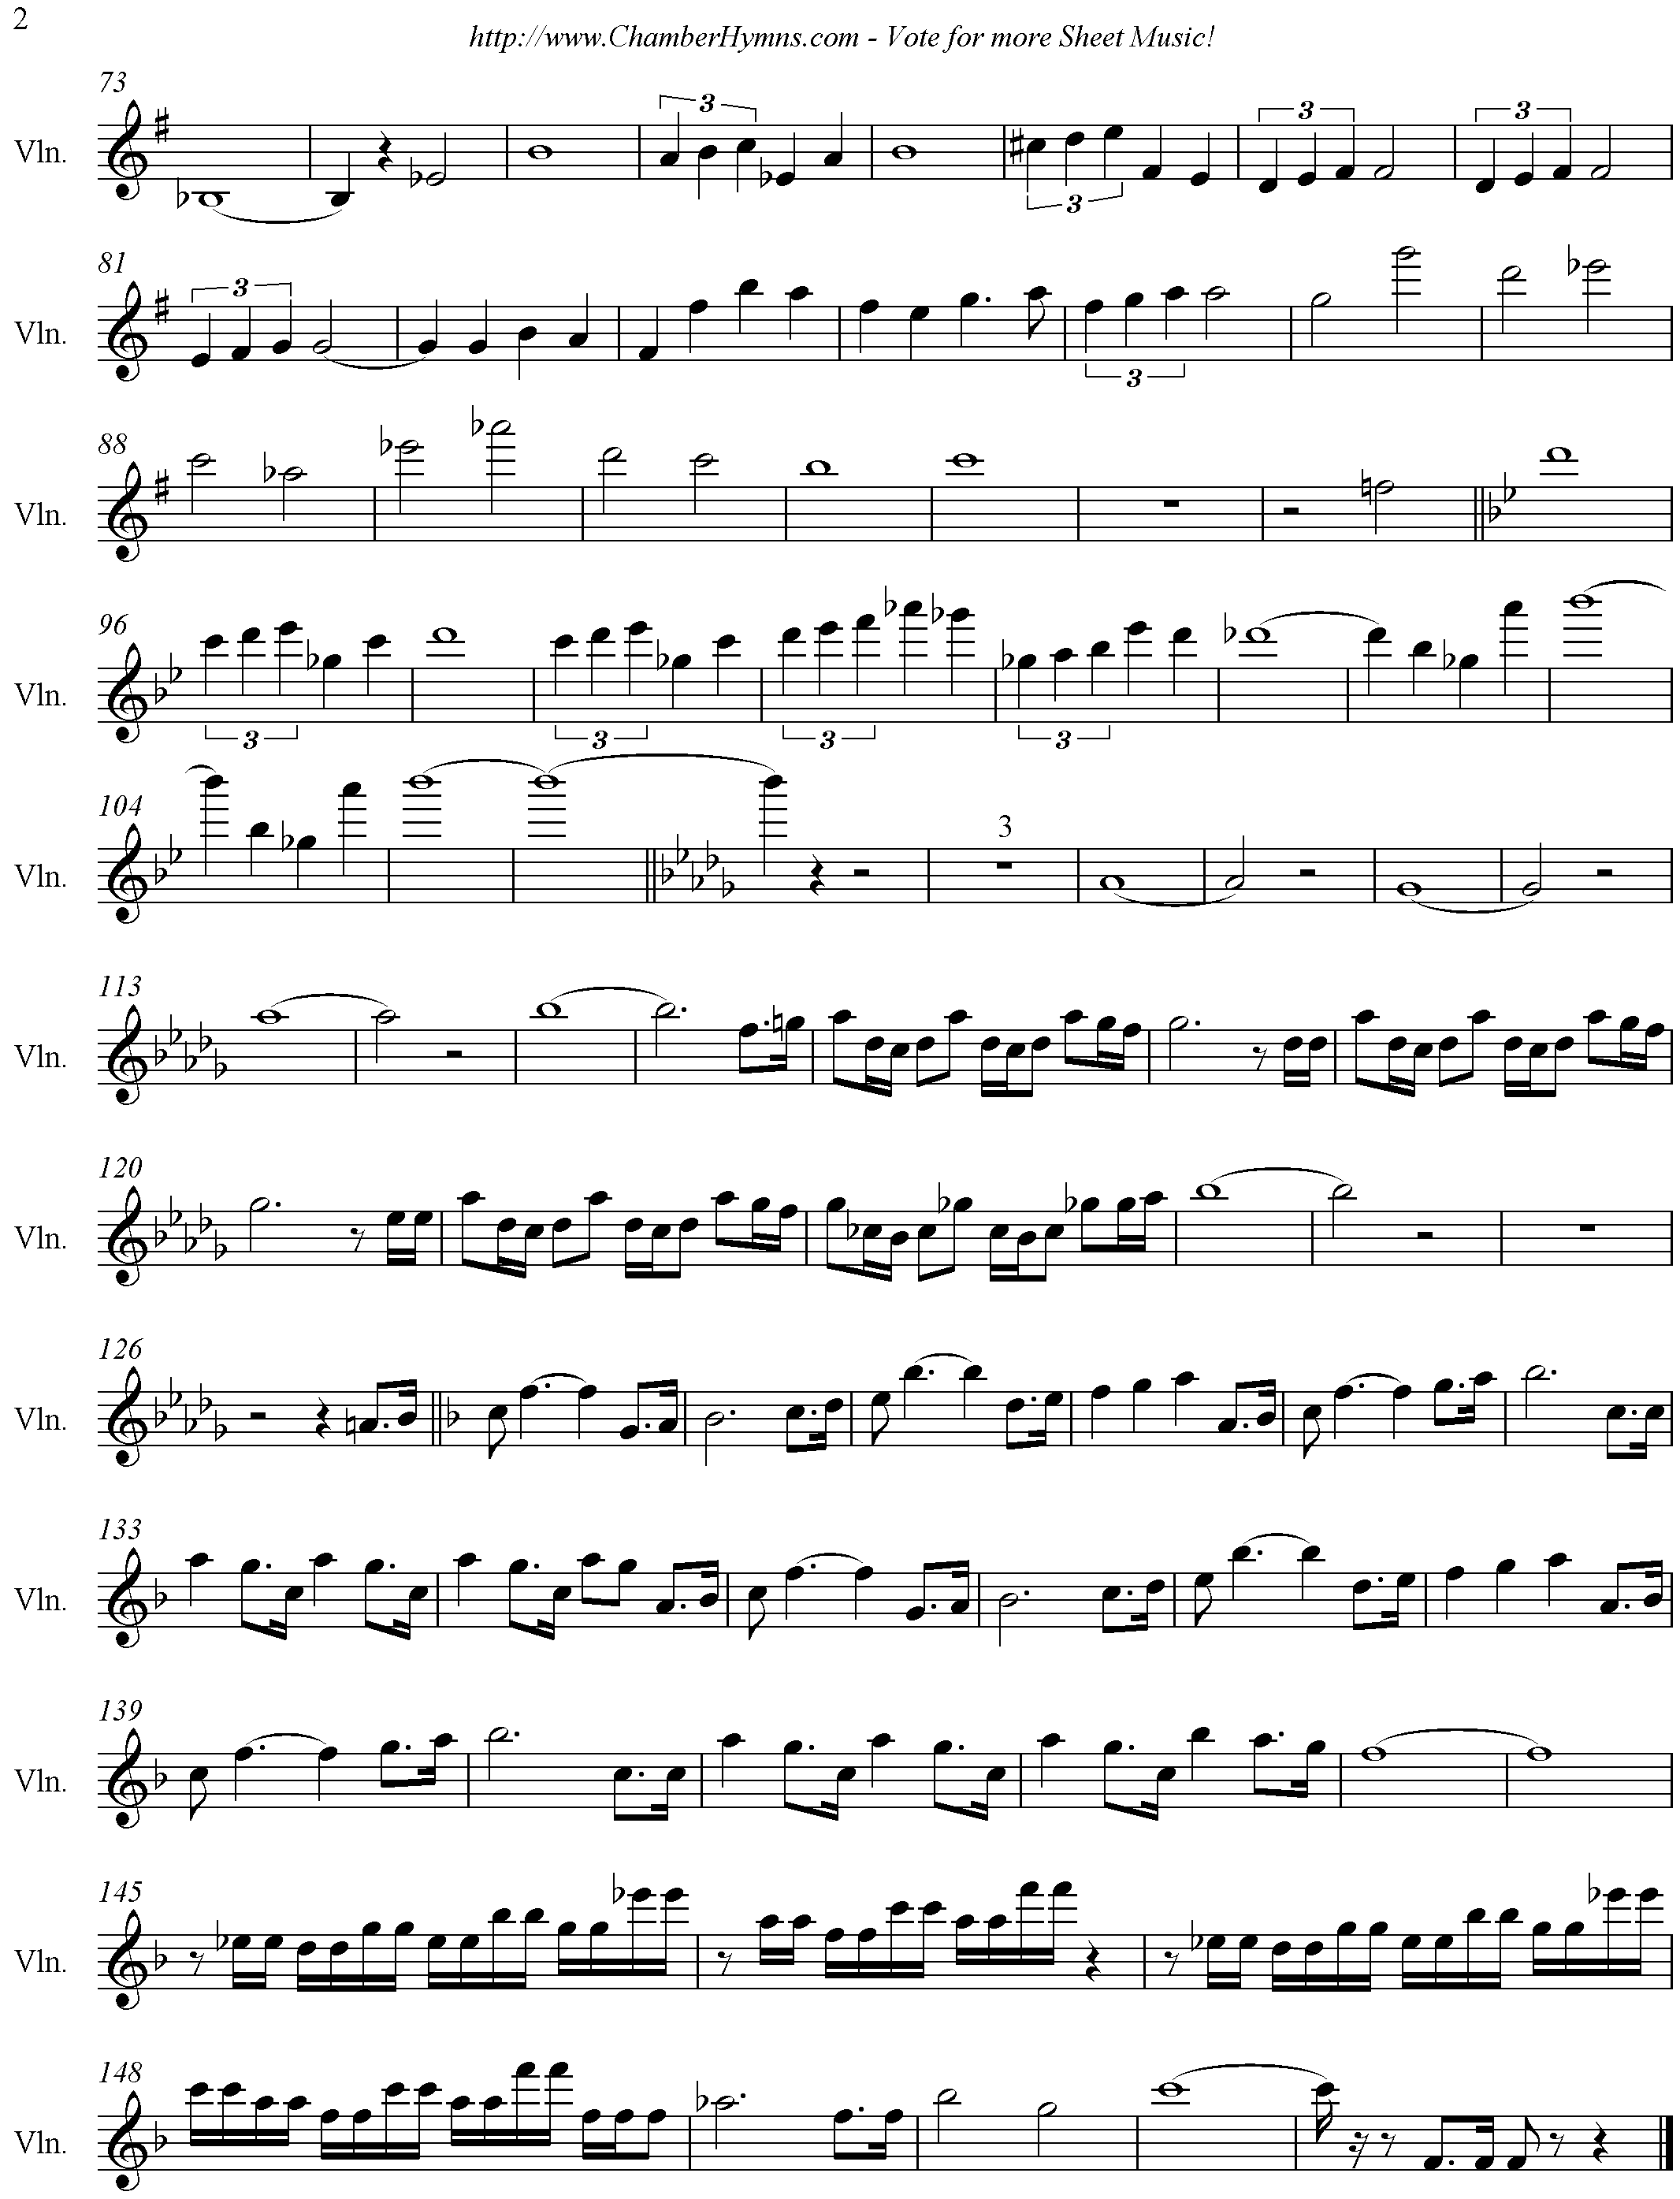 2
http://www.ChamberHymns.com - Vote for more Sheet Music!
73
Vln.
3 3 3 3
81
Vln.
3 3
88
Vln.
96
Vln.
3 3 3 3
104
Vln.
3
113
Vln.
120
Vln.
126
Vln.
133
Vln.
139
Vln.
145
Vln.
148
Vln.